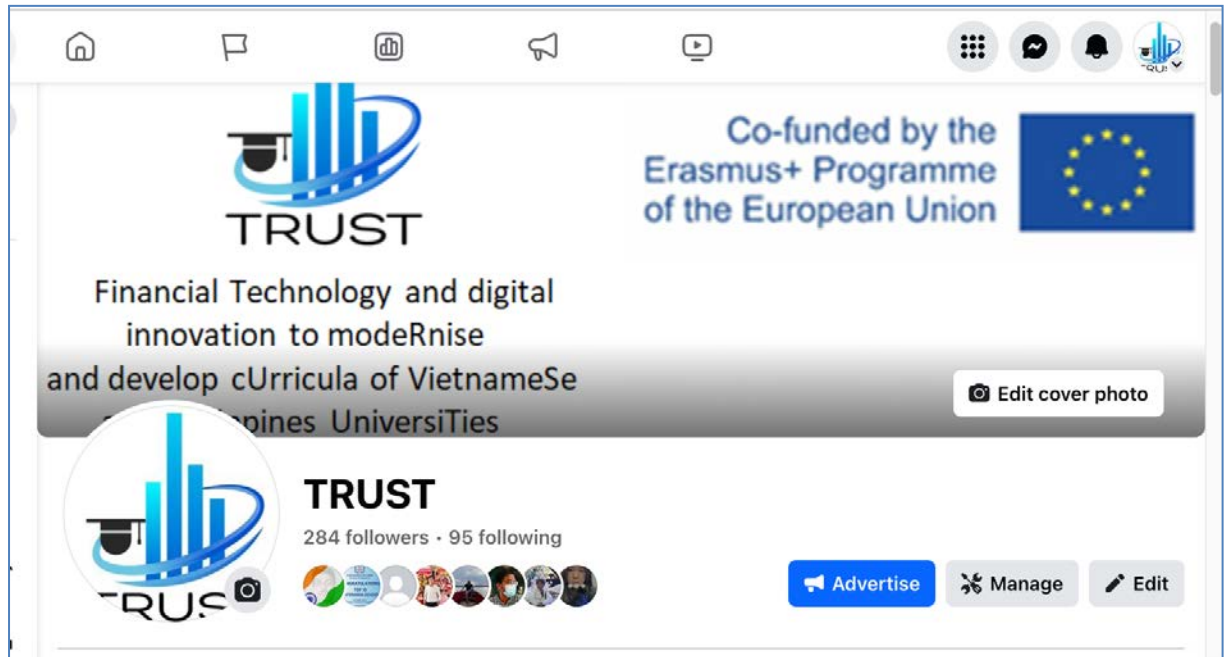 TRUST
Financial Technology and digital
innovation to modeRnise
and develop cUrricula of VietnameSe
UniversiTies
Co-funded by the
Erasmus+ Programme
of the European Union
Edit cover photo
TRUST
284 followers · 95 following
Advertise
Manage
Edit